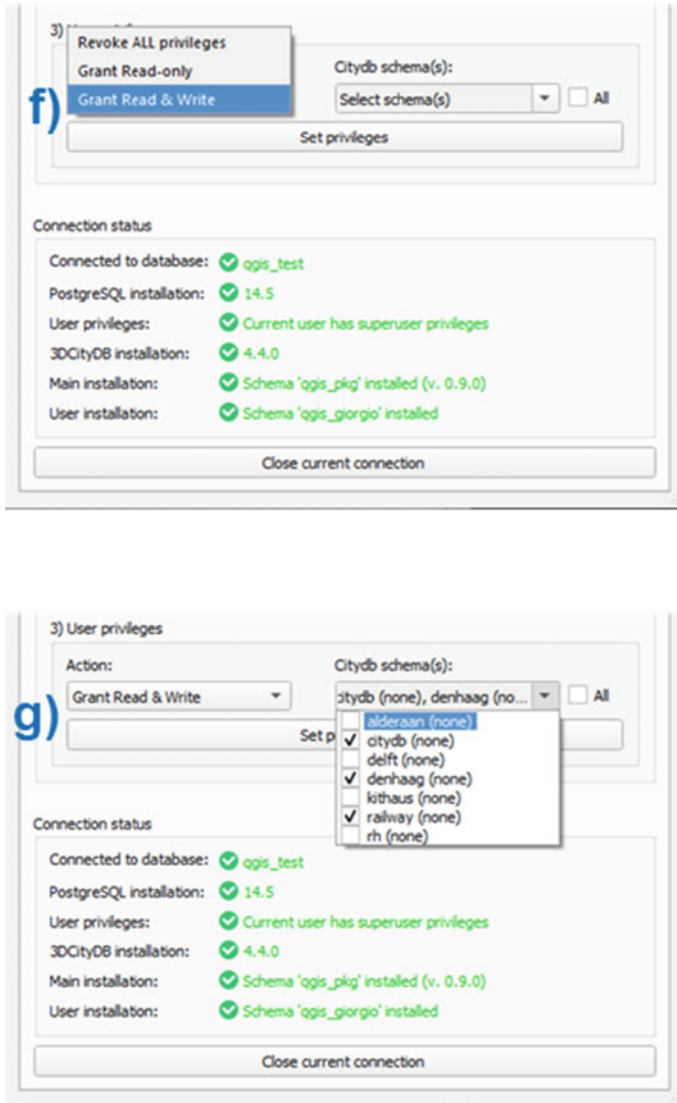 3)
Revoke ALL privileges
Grant Read-only
Grant Read & Write
Citydb schema(s):
Select schema(s)
All
f)
Set privileges
Connection status
Connected to database: qgis_test
PostgreSQL installation: 14.5
User privileges: Current user has superuser privileges
3DCityDB installation: 4.4.0
Main installation: Schema 'qgis_pkg' installed (v. 0.9.0)
User installation: Schema 'qgis_giorgio' installed
Close current connection
3) User privileges
Action: Citydb schema(s):
Grant Read & Write citydb (none), denhaag (no... All
g)
Set p
alderaan (none)
citydb (none)
delft (none)
denhaag (none)
kithaus (none)
railway (none)
rh (none)
Connection status
Connected to database: qgis_test
PostgreSQL installation: 14.5
User privileges: Current user has superuser privileges
3DCityDB installation: 4.4.0
Main installation: Schema 'qgis_pkg' installed (v. 0.9.0)
User installation: Schema 'qgis_giorgio' installed
Close current connection